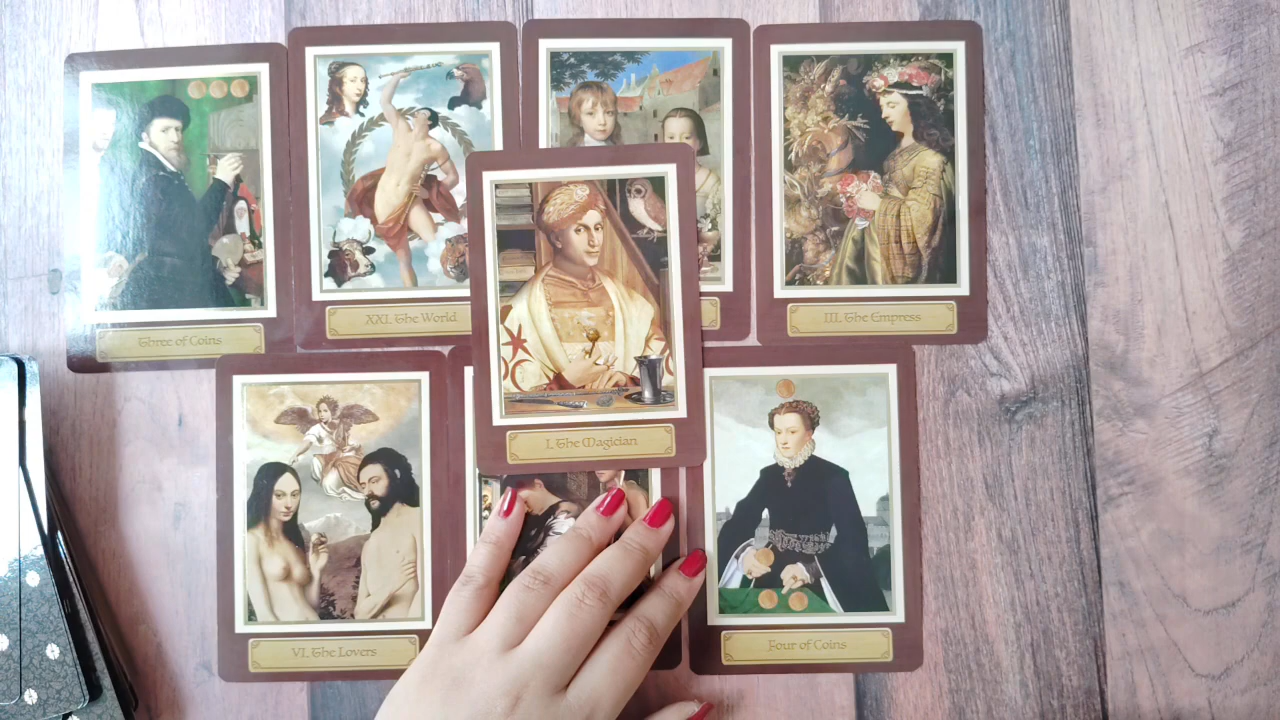 Three of Coins
XXI. The World
III. The Empress
I. The Magician
VI. The Lovers
Four of Coins